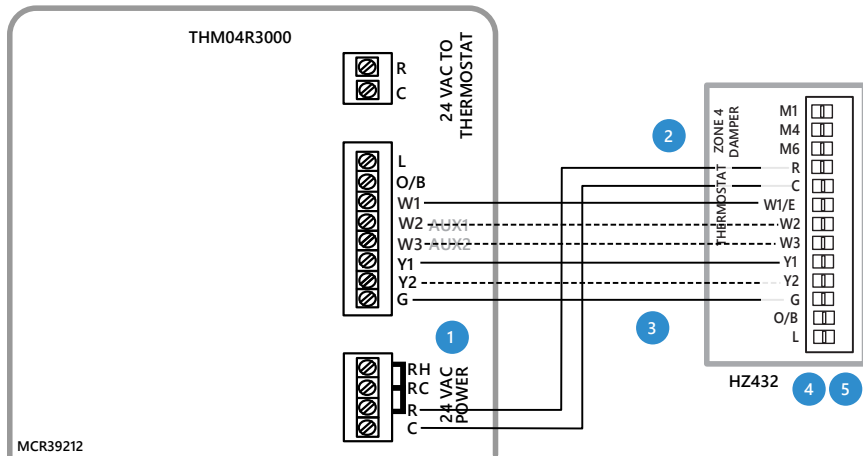 THM04R3000
R
C
24 VAC TO
THERMOSTAT
L
O/B
W1
W2 AUX1
W3 AUX2
Y1
Y2
G
1
RH
RC
R
C
24 VAC
POWER
MCR39212
2
3
ZONE 4
DAMPER
THERMOSTAT
M1
M4
M6
R
C
W1/E
W2
W3
Y1
Y2
G
O/B
L
HZ432
4
5